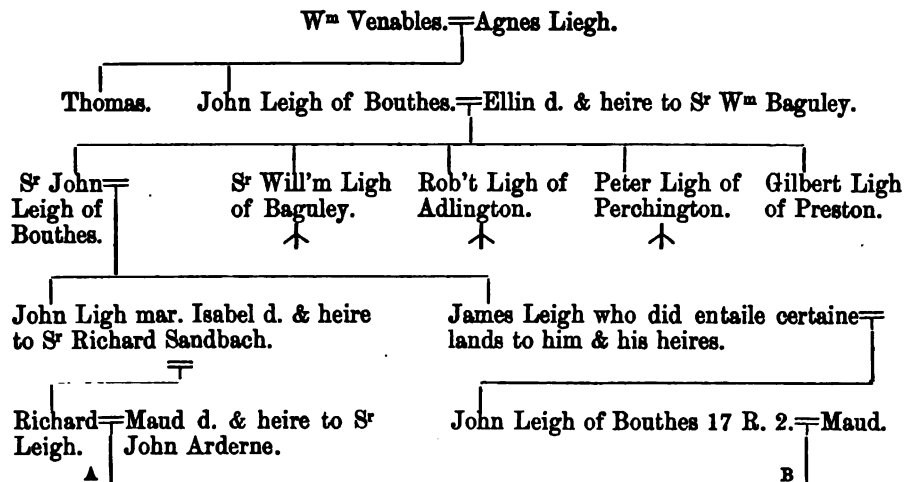 Wᵐ Venables.=Agnes Liegh.
Thomas. John Leigh of Bouthes.=Ellin d. & heire to Sʳ Wᵐ Baguley.
Sʳ John=
Leigh of
Bouthes.
Sʳ Will'm Ligh
of Baguley.
Rob't Ligh of
Adlington.
Peter Ligh of
Perchington.
Gilbert Ligh
of Preston.
John Ligh mar. Isabel d. & heire
to Sʳ Richard Sandbach.
=
James Leigh who did entaile certaine=
lands to him & his heires.
Richard=
Leigh.
Maud d. & heire to Sʳ
John Arderne.
John Leigh of Bouthes 17 R. 2.=Maud.
A
B